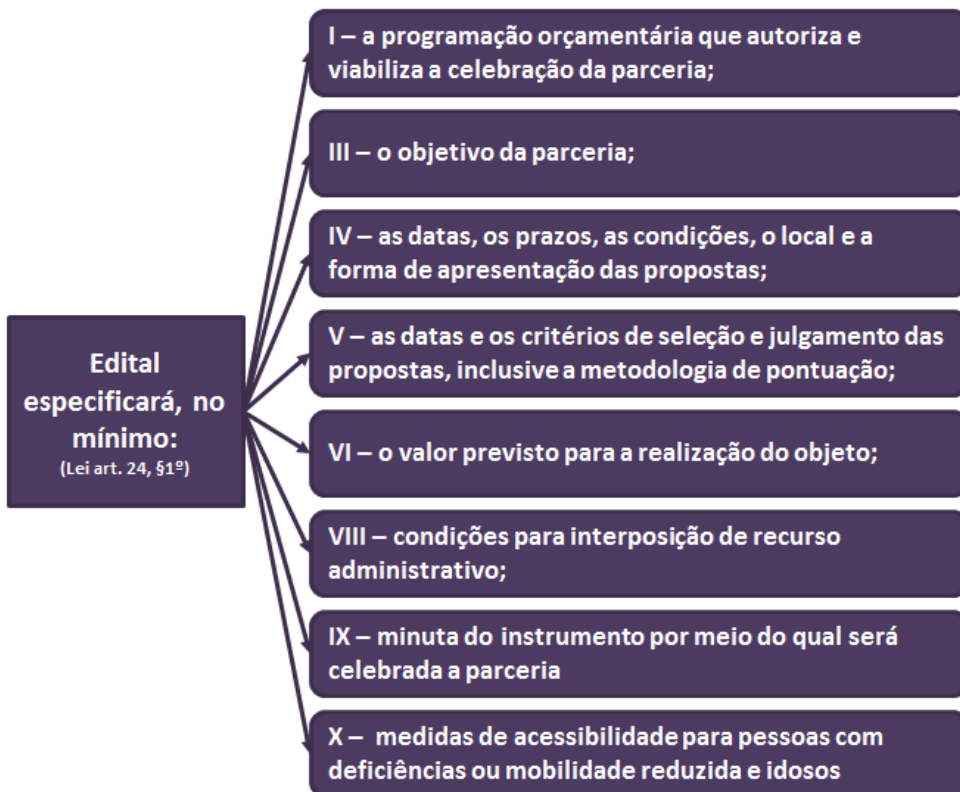 I – a programação orçamentária que autoriza e
viabiliza a celebração da parceria;
III – o objetivo da parceria;
IV – as datas, os prazos, as condições, o local e a
forma de apresentação das propostas;
V – as datas e os critérios de seleção e julgamento das
propostas, inclusive a metodologia de pontuação;
Edital
especificará, no
mínimo:
(Lei art. 24, §1º)
VI – o valor previsto para a realização do objeto;
VIII – condições para interposição de recurso
administrativo;
IX – minuta do instrumento por meio do qual será
celebrada a parceria
X – medidas de acessibilidade para pessoas com
deficiências ou mobilidade reduzida e idosos